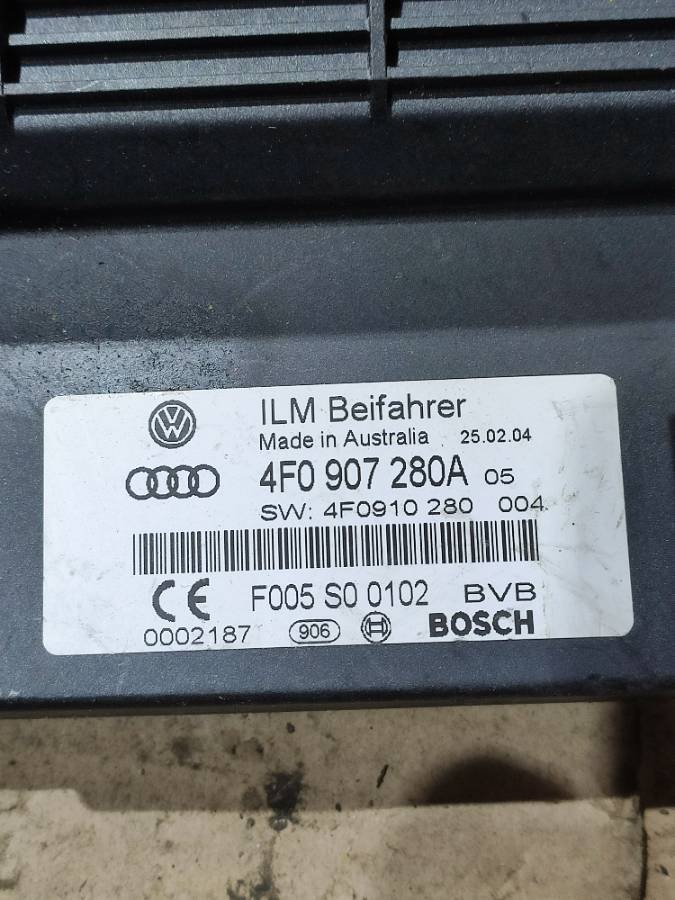 ILM Beifahrer
Made in Australia 25.02.04
4F0 907 280A 05
SW: 4F0910 280 004
CE F005 S0 0102 BVB
0002187 906 BOSCH